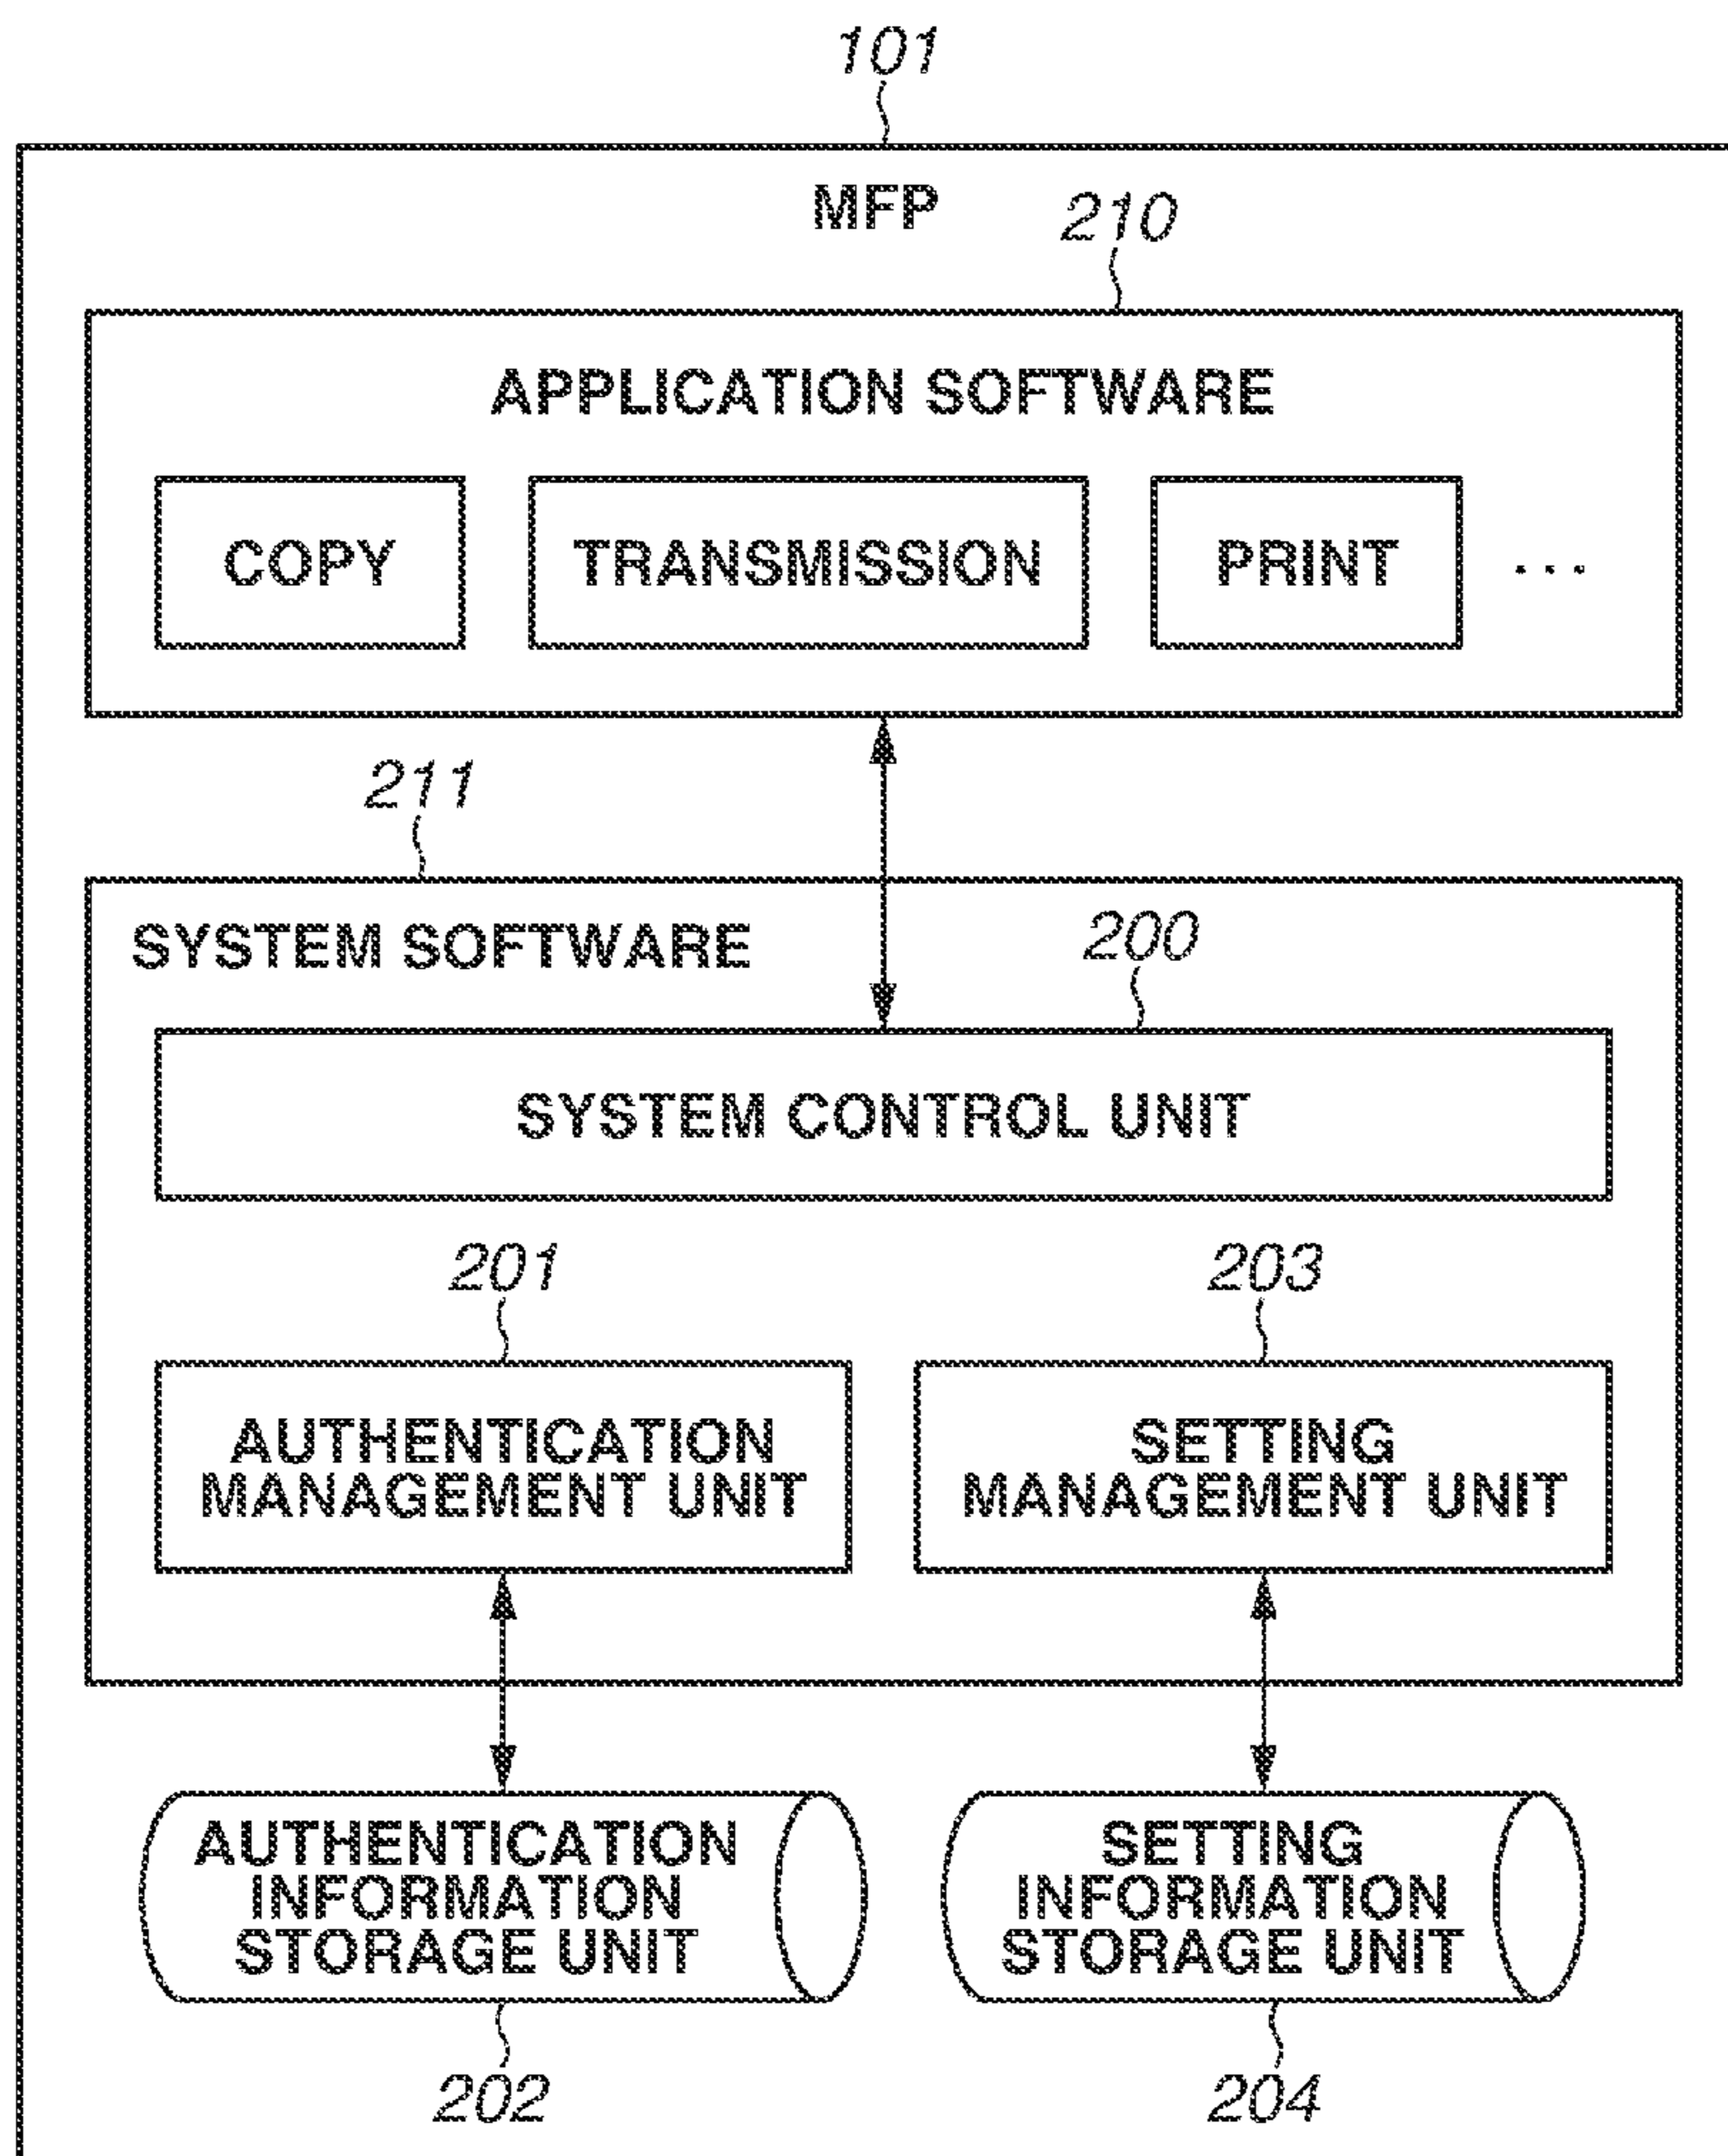 101
MFP
210
APPLICATION SOFTWARE
COPY
TRANSMISSION
PRINT
...
211
SYSTEM SOFTWARE
200
SYSTEM CONTROL UNIT
201
203
AUTHENTICATION
MANAGEMENT UNIT
SETTING
MANAGEMENT UNIT
AUTHENTICATION
INFORMATION
STORAGE UNIT
SETTING
INFORMATION
STORAGE UNIT
202
204